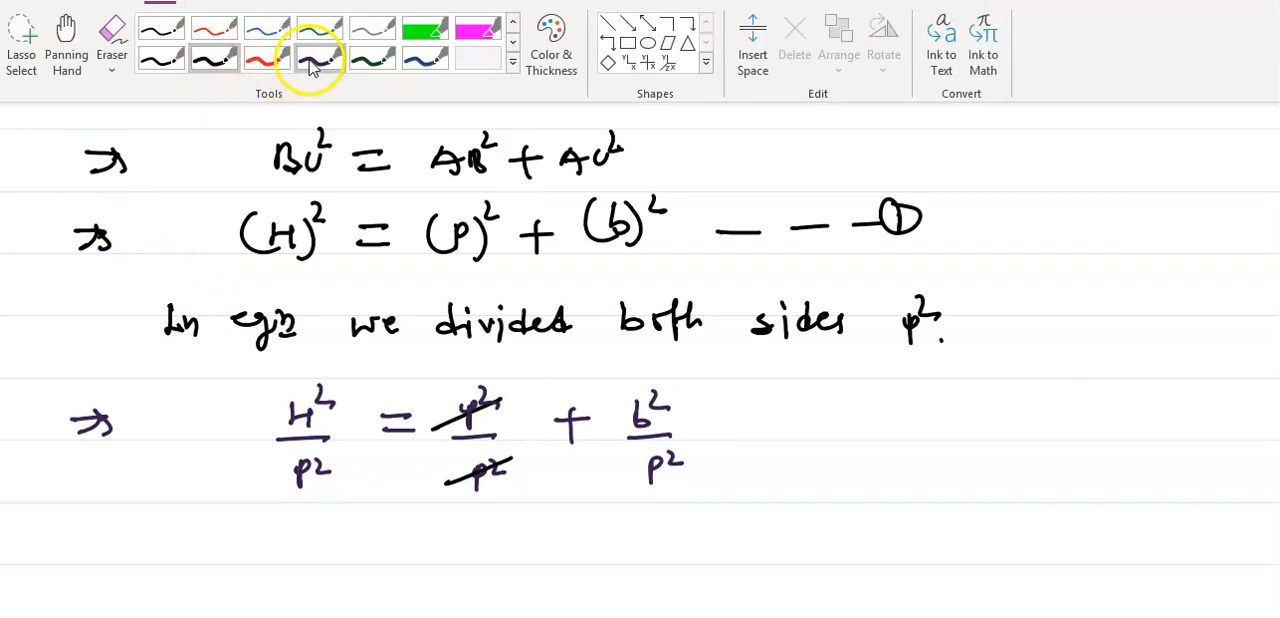 Lasso Select
Panning Hand
Eraser
Color & Thickness
Insert Space
Delete
Arrange
Rotate
Ink to Text
Ink to Math
Tools
Shapes
Edit
Convert
⇒ BC² = AB² + AC²
⇒ (H)² = (P)² + (b)² - - - ①
In eqn we divided both sides p².
⇒ H²/p² = p²/p² + b²/p²